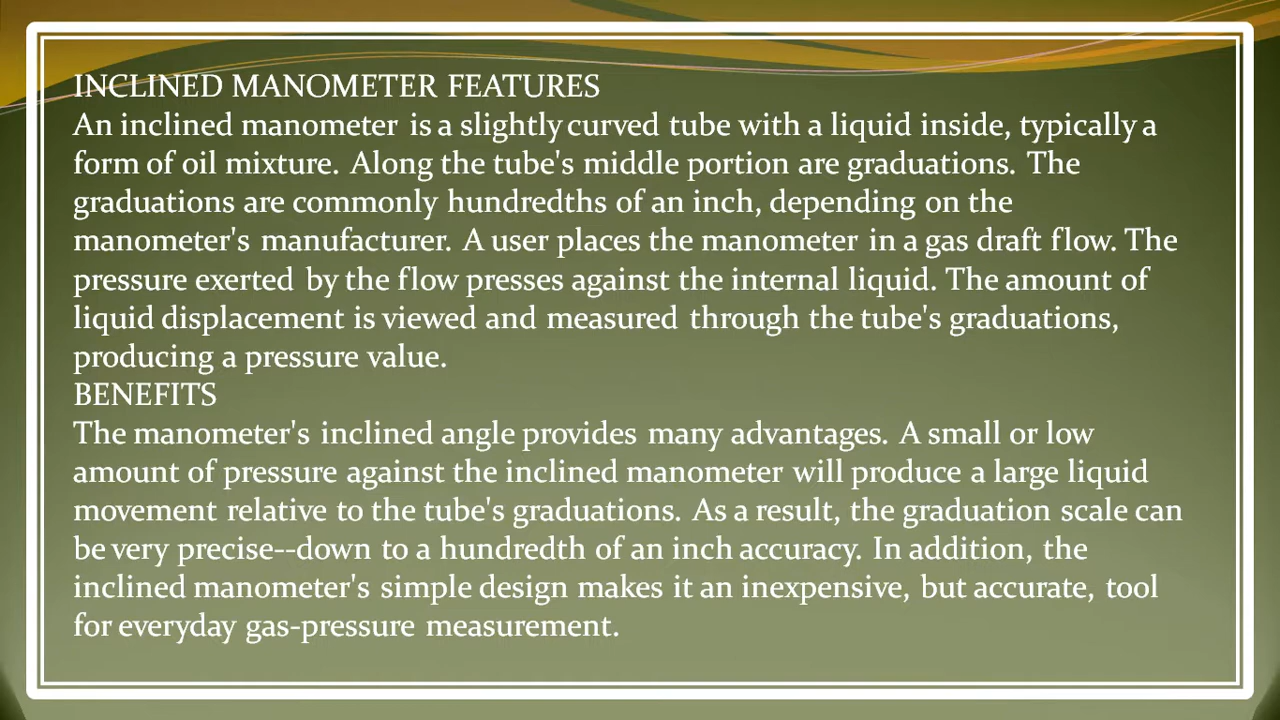 INCLINED MANOMETER FEATURES
An inclined manometer is a slightly curved tube with a liquid inside, typically a
form of oil mixture. Along the tube's middle portion are graduations. The
graduations are commonly hundredths of an inch, depending on the
manometer's manufacturer. A user places the manometer in a gas draft flow. The
pressure exerted by the flow presses against the internal liquid. The amount of
liquid displacement is viewed and measured through the tube's graduations,
producing a pressure value.
BENEFITS
The manometer's inclined angle provides many advantages. A small or low
amount of pressure against the inclined manometer will produce a large liquid
movement relative to the tube's graduations. As a result, the graduation scale can
be very precise--down to a hundredth of an inch accuracy. In addition, the
inclined manometer's simple design makes it an inexpensive, but accurate, tool
for everyday gas-pressure measurement.